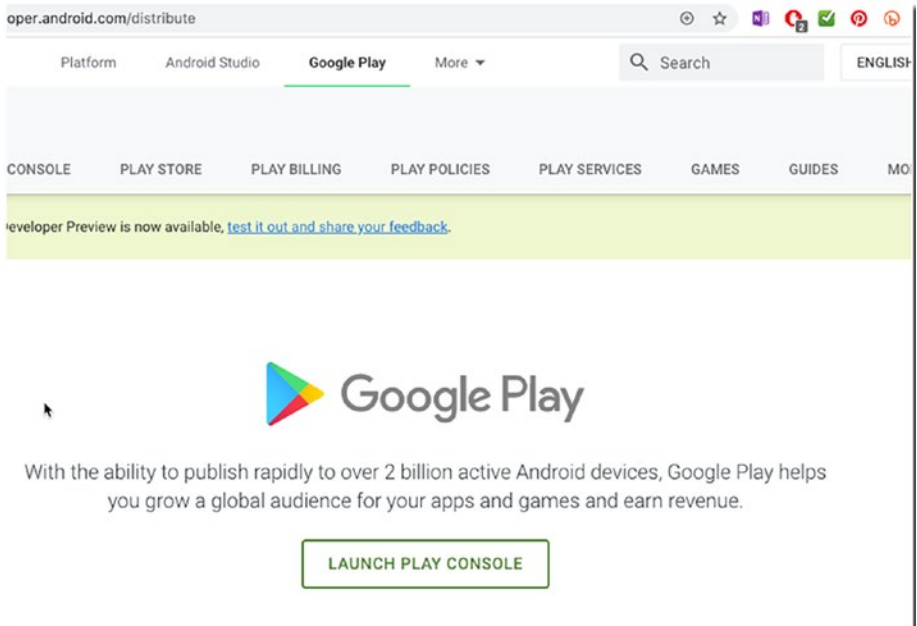 oper.android.com/distribute
2
Platform Android Studio Google Play More
Search
ENGLISH
CONSOLE PLAY STORE PLAY BILLING PLAY POLICIES PLAY SERVICES GAMES GUIDES MO
eveloper Preview is now available, test it out and share your feedback.
Google Play
With the ability to publish rapidly to over 2 billion active Android devices, Google Play helps
you grow a global audience for your apps and games and earn revenue.
LAUNCH PLAY CONSOLE